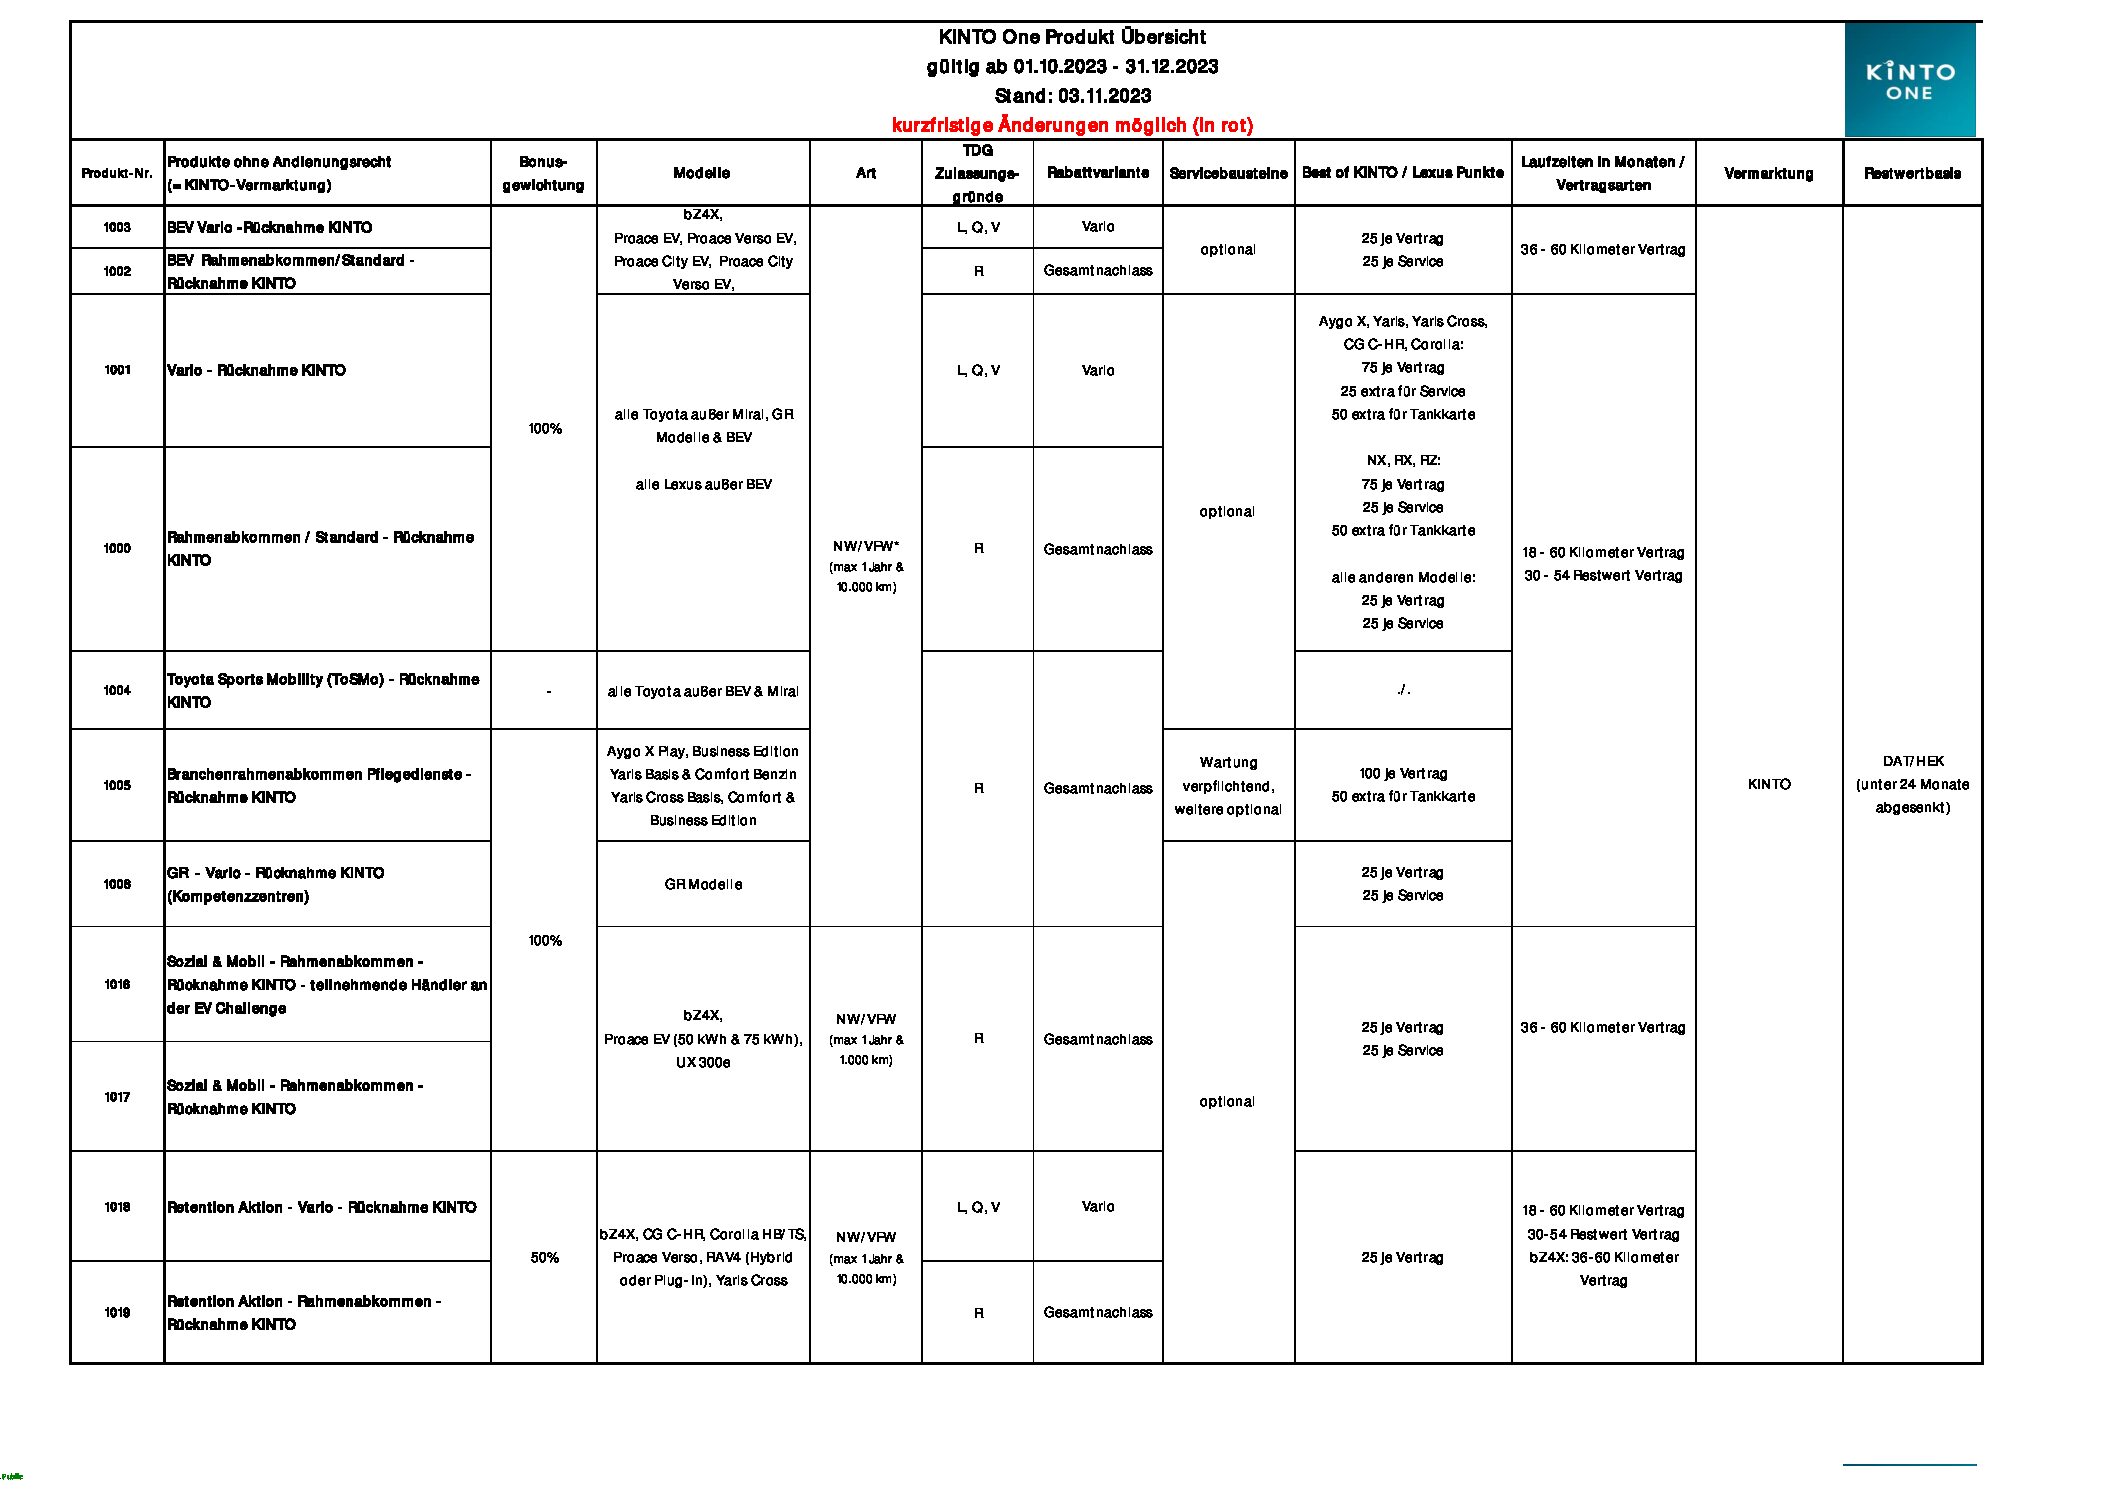 KINTO One Produkt Übersicht
gültig ab 01.10.2023 - 31.12.2023
Stand: 03.11.2023
kurzfristige Änderungen möglich (in rot)
KINTO
ONE
Produkt-Nr.
Produkte ohne Andienungsrecht
(= KINTO-Vermarktung)
Bonus-
gewichtung
Modelle
Art
TDG
Zulassungs-
gründe
Rabattvariante
Servicebausteine
Best of KINTO / Lexus Punkte
Laufzeiten in Monaten /
Vertragsarten
Vermarktung
Restwertbasis
1003
BEV Vario -Rücknahme KINTO
100%
bZ4X,
Proace EV, Proace Verso EV,
Proace City EV, Proace City
Verso EV,
NW/VFW*
(max 1 Jahr &
10.000 km)
L, Q, V
Vario
optional
25 je Vertrag
25 je Service
36 - 60 Kilometer Vertrag
KINTO
DAT/HEK
(unter 24 Monate
abgesenkt)
1002
BEV Rahmenabkommen/Standard -
Rücknahme KINTO
R
Gesamtnachlass
1001
Vario - Rücknahme KINTO
alle Toyota außer Mirai, GR
Modelle & BEV
alle Lexus außer BEV
L, Q, V
Vario
optional
Aygo X, Yaris, Yaris Cross,
CG C-HR, Corolla:
75 je Vertrag
25 extra für Service
50 extra für Tankkarte
NX, RX, RZ:
75 je Vertrag
25 je Service
50 extra für Tankkarte
alle anderen Modelle:
25 je Vertrag
25 je Service
18 - 60 Kilometer Vertrag
30 - 54 Restwert Vertrag
1000
Rahmenabkommen / Standard - Rücknahme
KINTO
R
Gesamtnachlass
1004
Toyota Sports Mobility (ToSMo) - Rücknahme
KINTO
-
alle Toyota außer BEV & Mirai
R
Gesamtnachlass
./.
1005
Branchenrahmenabkommen Pflegedienste -
Rücknahme KINTO
100%
Aygo X Play, Business Edition
Yaris Basis & Comfort Benzin
Yaris Cross Basis, Comfort &
Business Edition
Wartung
verpflichtend,
weitere optional
100 je Vertrag
50 extra für Tankkarte
1008
GR - Vario - Rücknahme KINTO
(Kompetenzzentren)
GR Modelle
optional
25 je Vertrag
25 je Service
1016
Sozial & Mobil - Rahmenabkommen -
Rücknahme KINTO - teilnehmende Händler an
der EV Challenge
bZ4X,
Proace EV (50 kWh & 75 kWh),
UX 300e
NW/VFW
(max 1 Jahr &
1.000 km)
R
Gesamtnachlass
25 je Vertrag
25 je Service
36 - 60 Kilometer Vertrag
1017
Sozial & Mobil - Rahmenabkommen -
Rücknahme KINTO
1018
Retention Aktion - Vario - Rücknahme KINTO
50%
bZ4X, CG C-HR, Corolla HB/TS,
Proace Verso, RAV4 (Hybrid
oder Plug-In), Yaris Cross
NW/VFW
(max 1 Jahr &
10.000 km)
L, Q, V
Vario
25 je Vertrag
18 - 60 Kilometer Vertrag
30-54 Restwert Vertrag
bZ4X: 36-60 Kilometer
Vertrag
1019
Retention Aktion - Rahmenabkommen -
Rücknahme KINTO
R
Gesamtnachlass
Public